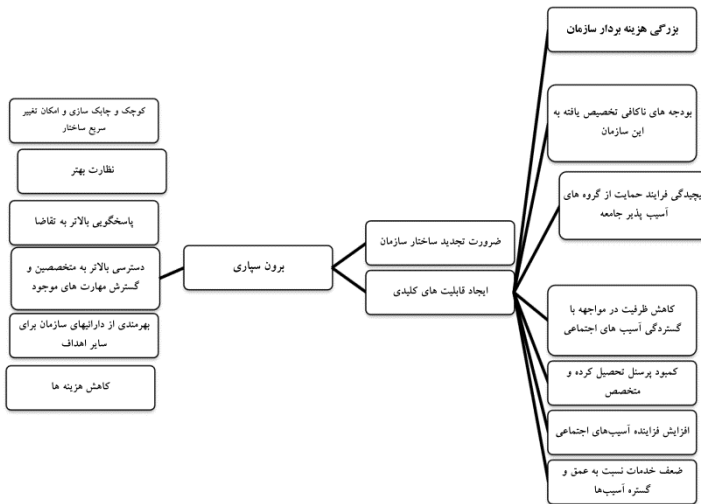 بزرگی هزینه بردار سازمان
بودجه های ناکافی تخصیص یافته به
این سازمان
پیچیدگی فرایند حمایت از گروه های
آسیب پذیر جامعه
کاهش ظرفیت در مواجهه با
گستردگی آسیب های اجتماعی
کمبود پرسنل تحصیل کرده و
متخصص
افزایش فزاینده آسیب‌های اجتماعی
ضعف خدمات نسبت به عمق و
گستره آسیب‌ها
ضرورت تجدید ساختار سازمان
ایجاد قابلیت های کلیدی
برون سپاری
کوچک و چابک سازی و امکان تغییر
سریع ساختار
نظارت بهتر
پاسخگویی بالاتر به تقاضا
دسترسی بالاتر به متخصصین و
گسترش مهارت های موجود
بهرمندی از دارائیهای سازمان برای
سایر اهداف
کاهش هزینه ها